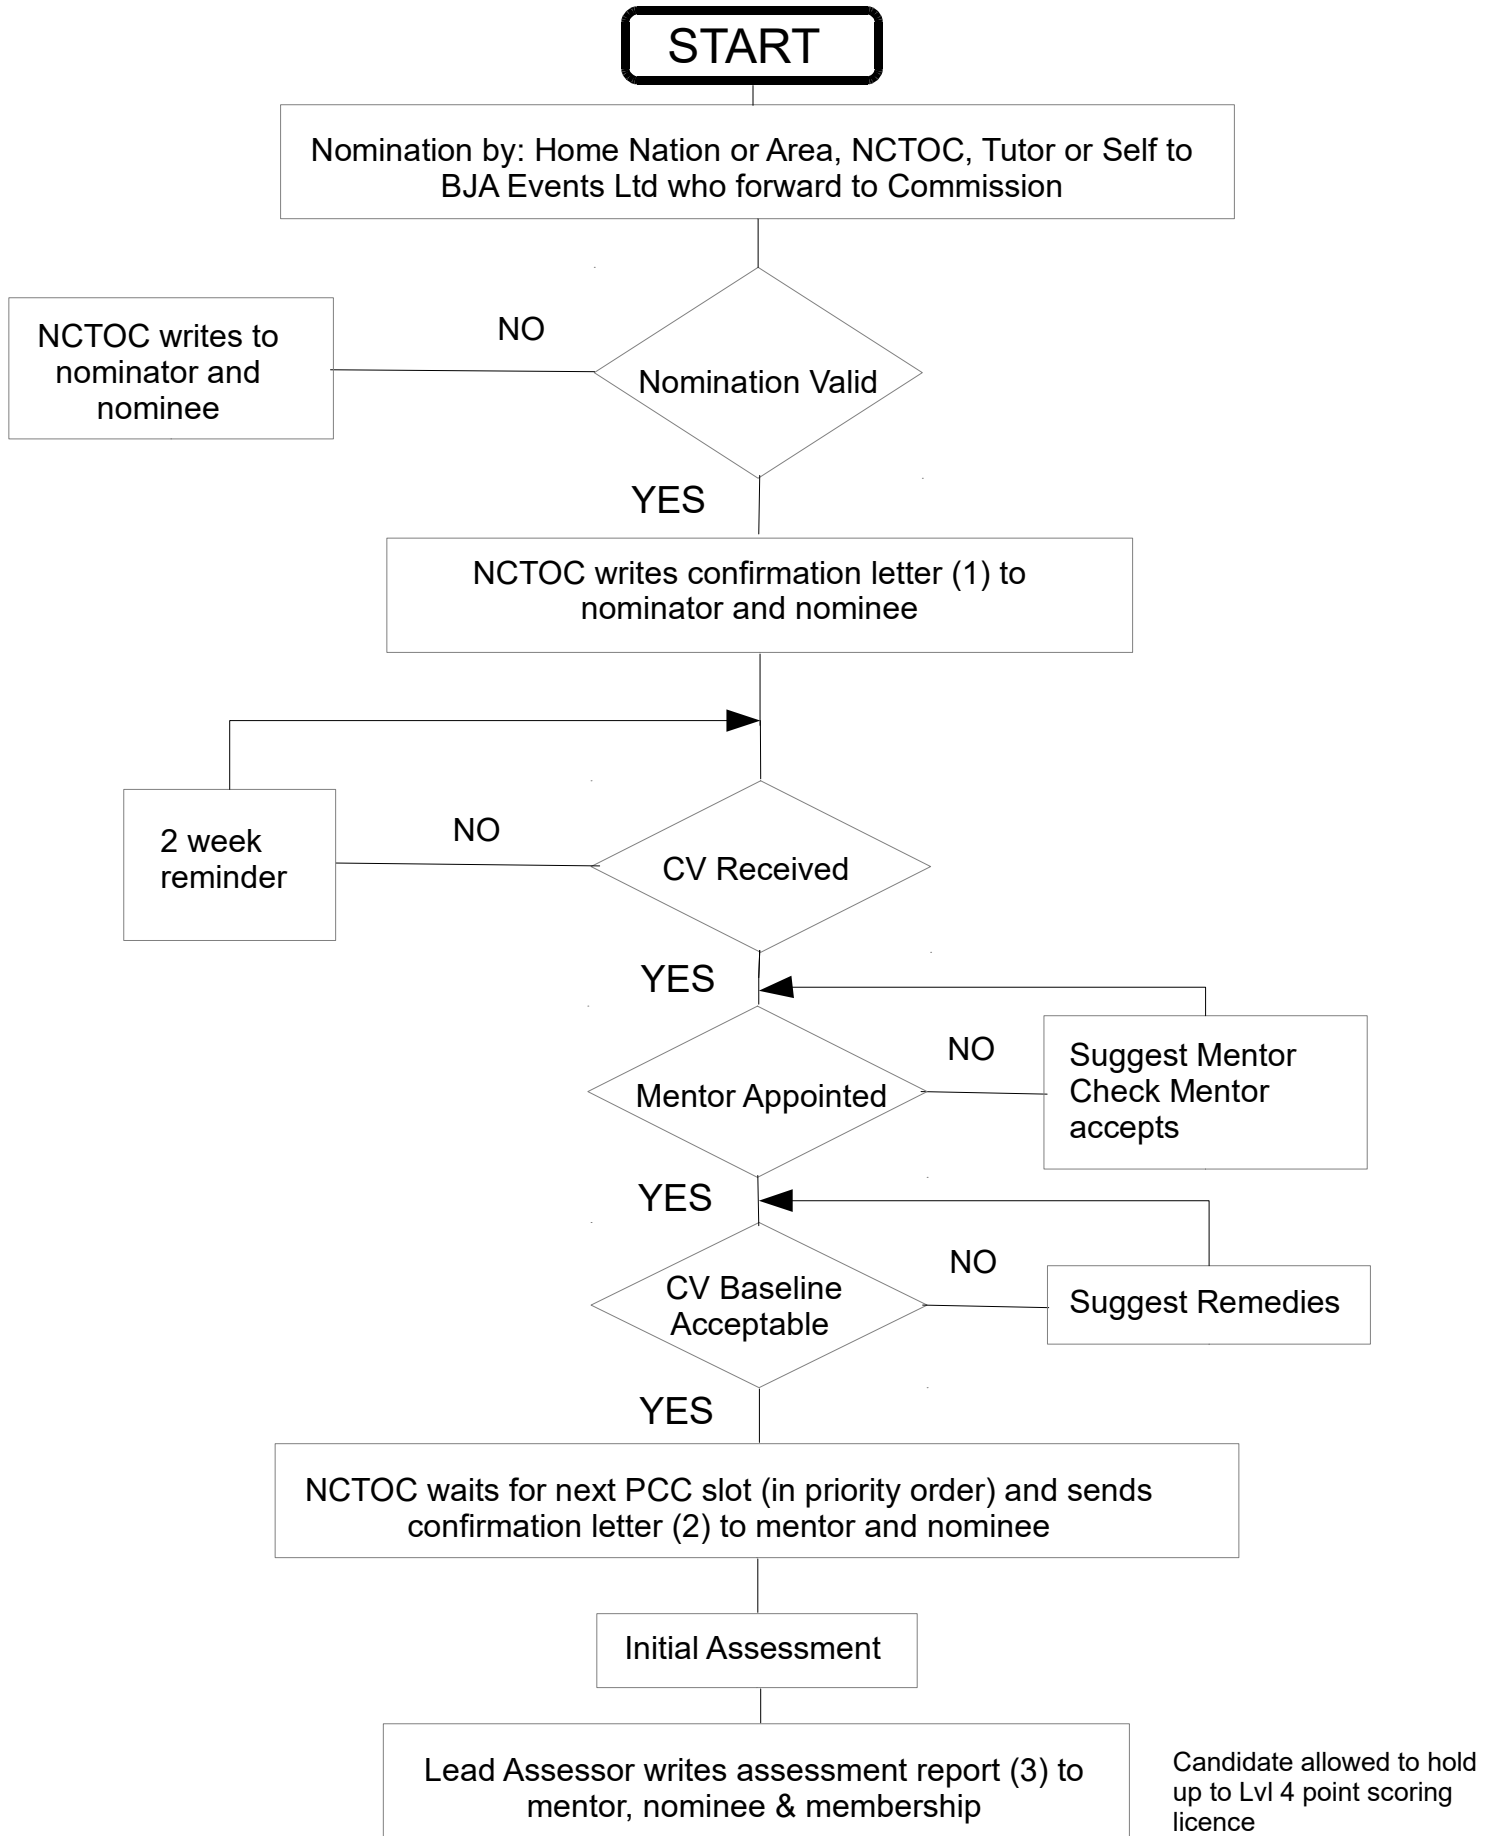 START
Nomination by: Home Nation or Area, NCTOC, Tutor or Self to
BJA Events Ltd who forward to Commission
NO
NCTOC writes to
nominator and
nominee
Nomination Valid
YES
NCTOC writes confirmation letter (1) to
nominator and nominee
NO
2 week
reminder
CV Received
YES
NO
Suggest Mentor
Check Mentor
accepts
Mentor Appointed
YES
NO
CV Baseline
Acceptable
Suggest Remedies
YES
NCTOC waits for next PCC slot (in priority order) and sends
confirmation letter (2) to mentor and nominee
Initial Assessment
Lead Assessor writes assessment report (3) to
mentor, nominee & membership
Candidate allowed to hold
up to Lvl 4 point scoring
licence